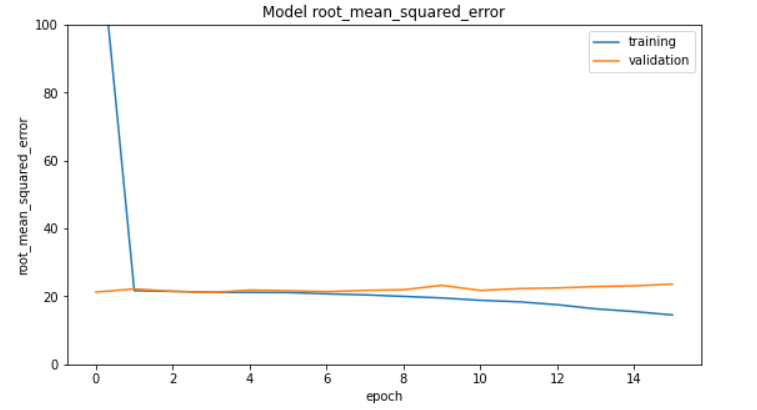 Model root_mean_squared_error
training
validation
100
80
60
40
20
0
root_mean_squared_error
0 2 4 6 8 10 12 14
epoch